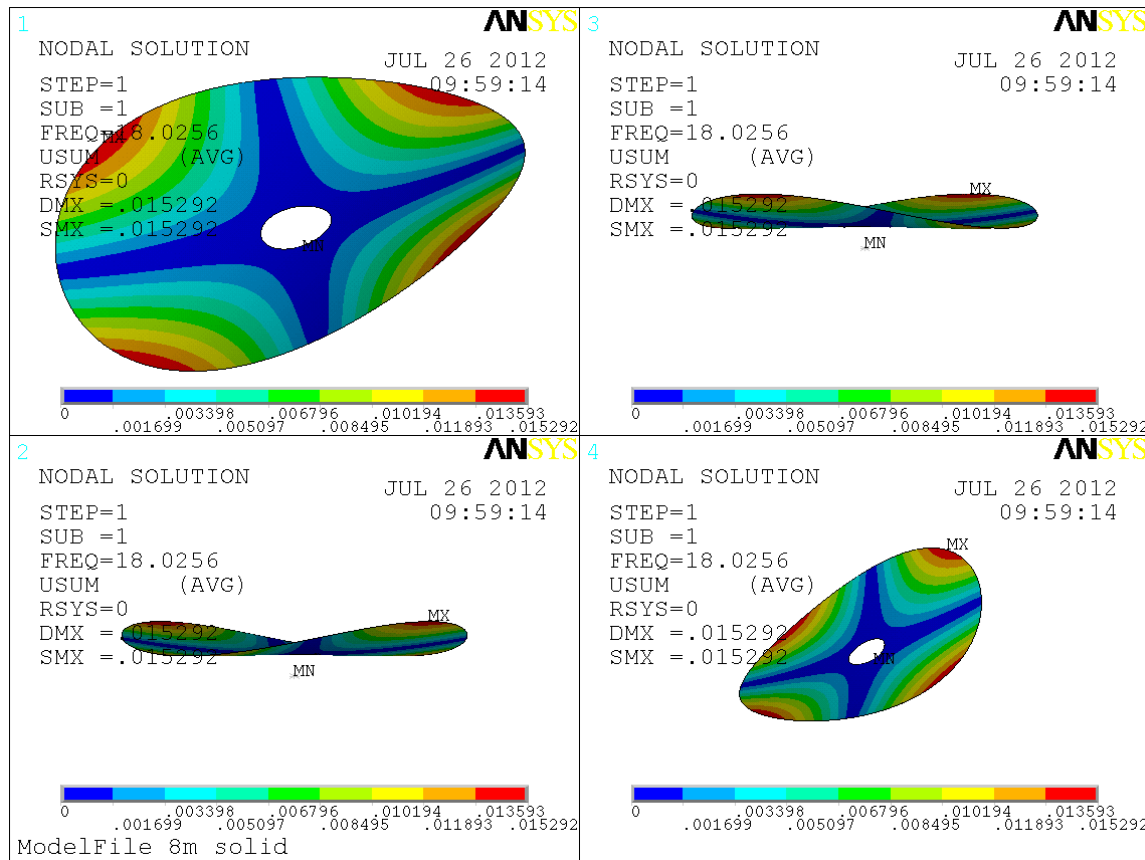 1
ANSYS
NODAL SOLUTION
JUL 26 2012
09:59:14
STEP=1
SUB =1
FREQ=18.0256
USUM (AVG)
RSYS=0
DMX =.015292
SMX =.015292
MX
MN
0 .003398 .006796 .010194 .013593
.001699 .005097 .008495 .011893 .015292
3
ANSYS
NODAL SOLUTION
JUL 26 2012
09:59:14
STEP=1
SUB =1
FREQ=18.0256
USUM (AVG)
RSYS=0
DMX =.015292
SMX =.015292
MX
MN
0 .003398 .006796 .010194 .013593
.001699 .005097 .008495 .011893 .015292
2
ANSYS
NODAL SOLUTION
JUL 26 2012
09:59:14
STEP=1
SUB =1
FREQ=18.0256
USUM (AVG)
RSYS=0
DMX =.015292
SMX =.015292
MX
MN
0 .003398 .006796 .010194 .013593
.001699 .005097 .008495 .011893 .015292
ModelFile 8m solid
4
ANSYS
NODAL SOLUTION
JUL 26 2012
09:59:14
STEP=1
SUB =1
FREQ=18.0256
USUM (AVG)
RSYS=0
DMX =.015292
SMX =.015292
MX
MN
0 .003398 .006796 .010194 .013593
.001699 .005097 .008495 .011893 .015292